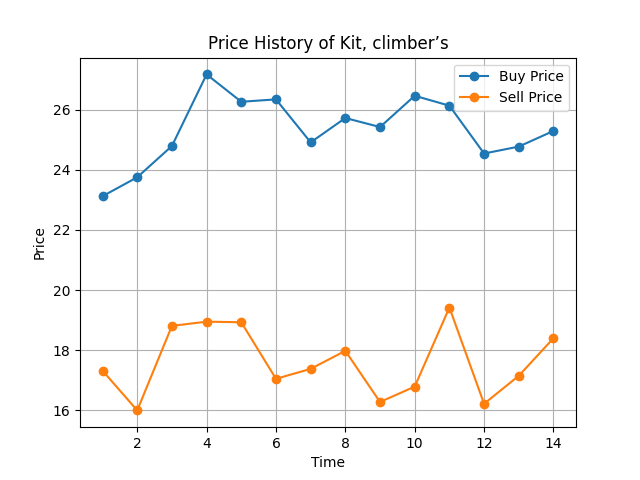 Price History of Kit, climber’s
Buy Price
Sell Price
26
24
22
20
18
16
Price
2 4 6 8 10 12 14
Time